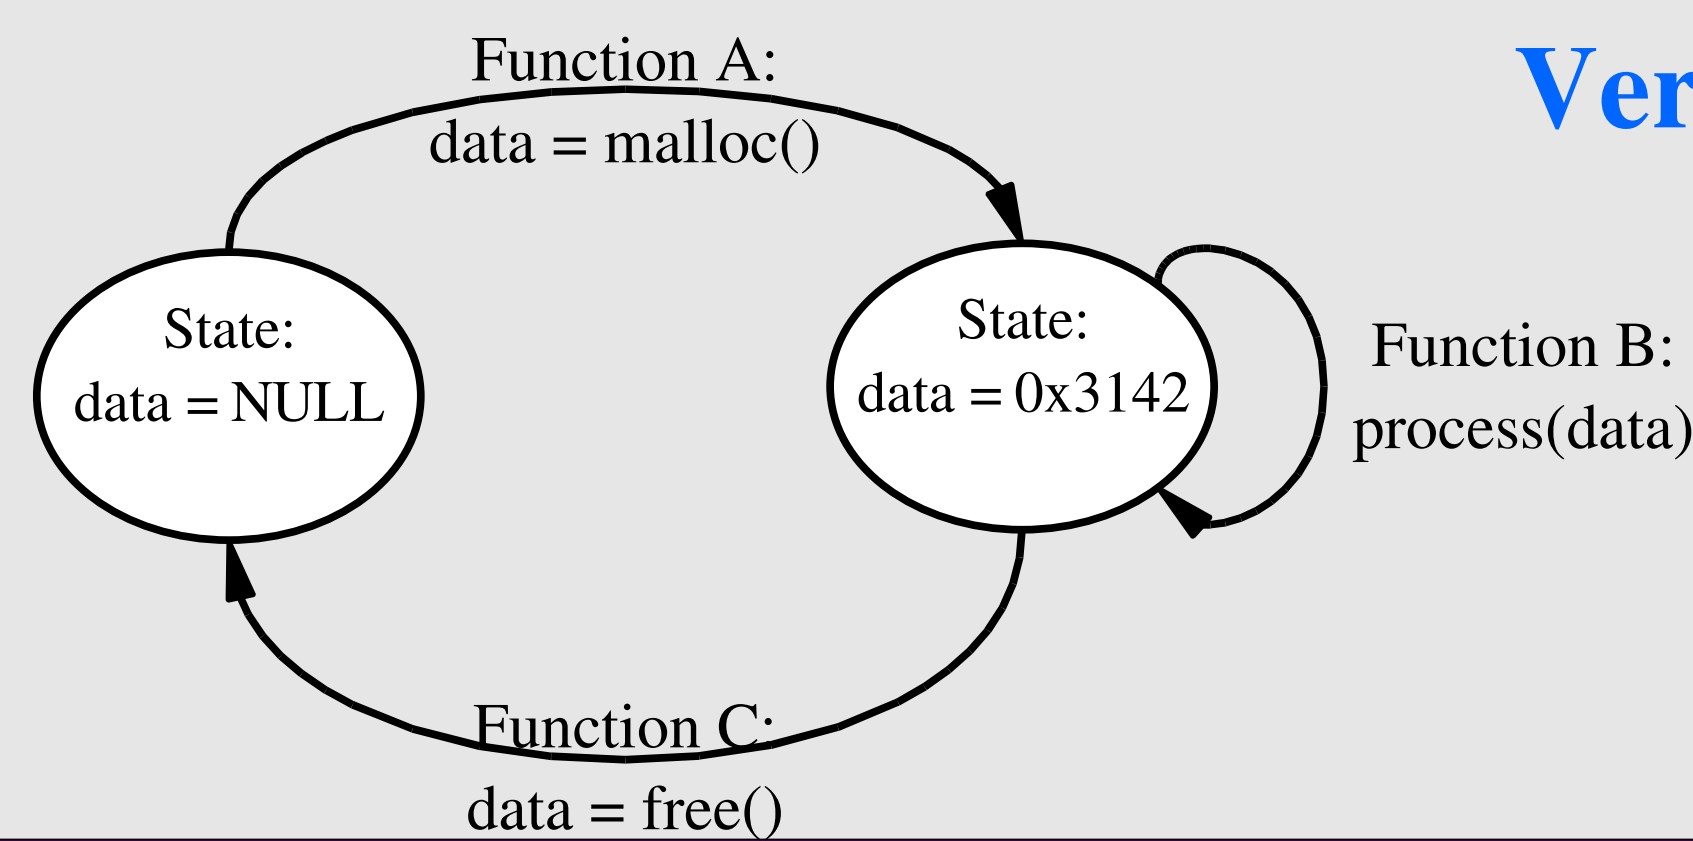 Function A:
data = malloc()
Ver
State:
data = NULL
State:
data = 0x3142
Function B:
process(data)
Function C:
data = free()